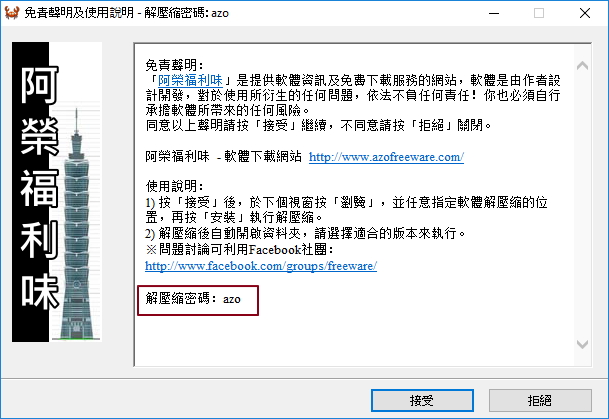 免責聲明及使用說明 - 解壓縮密碼: azo
阿榮福利味
免責聲明：
「阿榮福利味」是提供軟體資訊及免費下載服務的網站，軟體是由作者設
計開發，對於使用所衍生的任何問題，依法不負任何責任！你也必須自行
承擔軟體所帶來的任何風險。
同意以上聲明請按「接受」繼續，不同意請按「拒絕」關閉。
阿榮福利味 - 軟體下載網站 http://www.azofreeware.com/
使用說明：
1) 按「接受」後，於下個視窗按「瀏覽」，並任意指定軟體解壓縮的位
置，再按「安裝」執行解壓縮。
2) 解壓縮後自動開啟資料夾，請選擇適合的版本來執行。
※問題討論可利用Facebook社團：
http://www.facebook.com/groups/freeware/
解壓縮密碼：azo
接受
拒絕